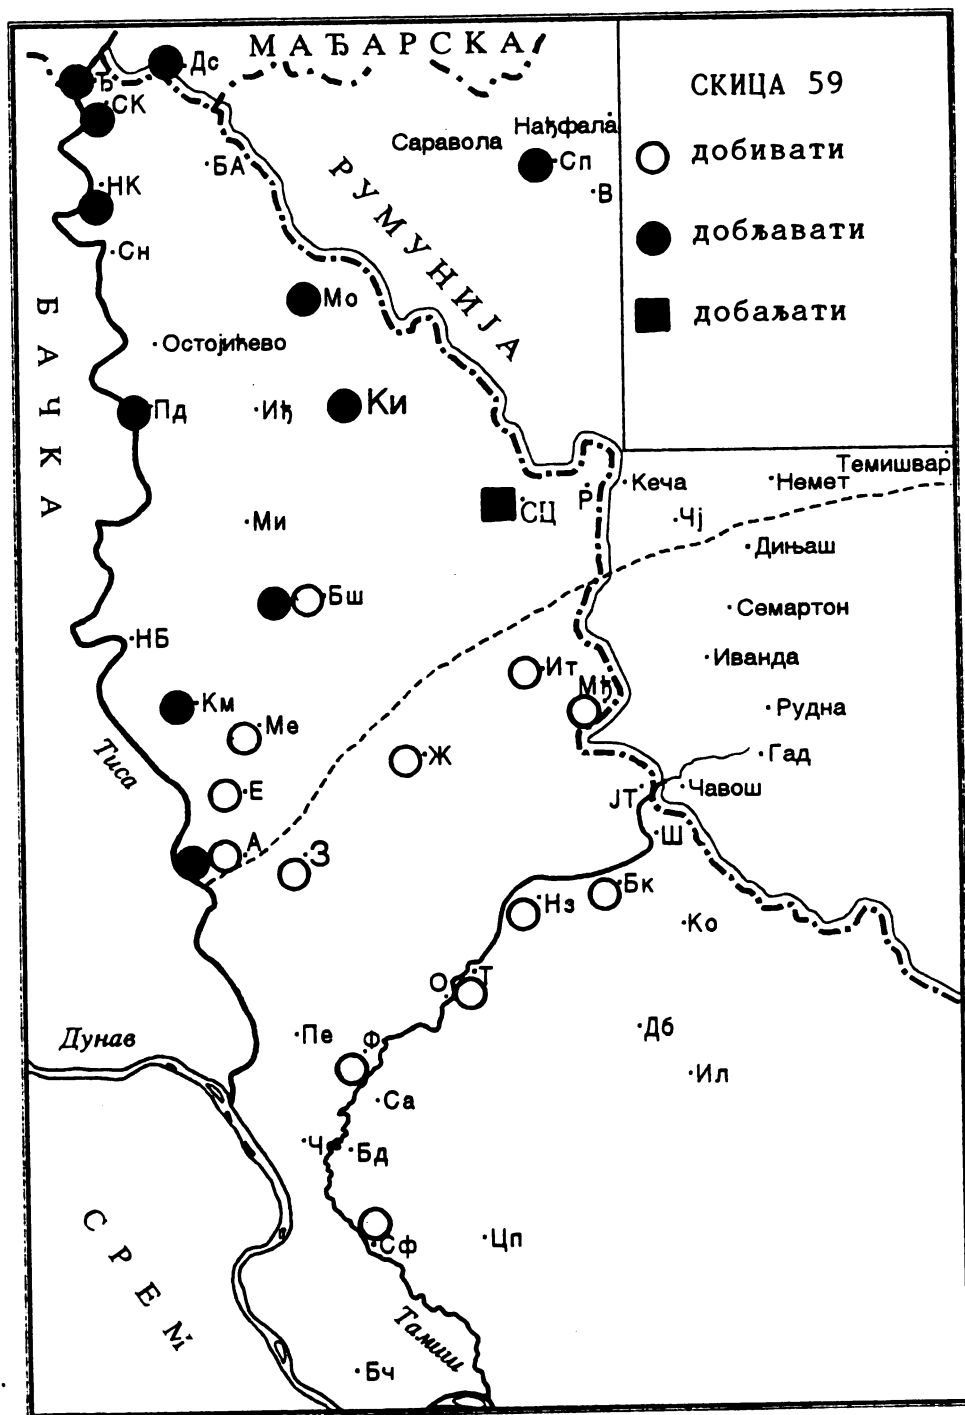 МАЂАРСКА
Ђ
Дс
СК
СКИЦА 59
Нађфала
Саравола
добивати
БА
Сп
РУМУНИЈА
НК
В
Сн
добљавати
БАЧКА
Мо
добаљати
Остојићево
Пд
Иђ
Ки
Темишвар
Р
Кеча
Немет
СЦ
Чј
Ми
Дињаш
Бш
Семартон
НБ
Ит
Иванда
Мђ
Км
Рудна
Ме
Тиса
Ж
Гад
Е
ЈТ
Чавош
А
З
Ш
Бк
Нз
Ко
О
Т
Дунав
Пе
Ф
Дб
Ил
Са
Ч
Бд
СРЕМ
Сф
Цп
Тамиш
Бч